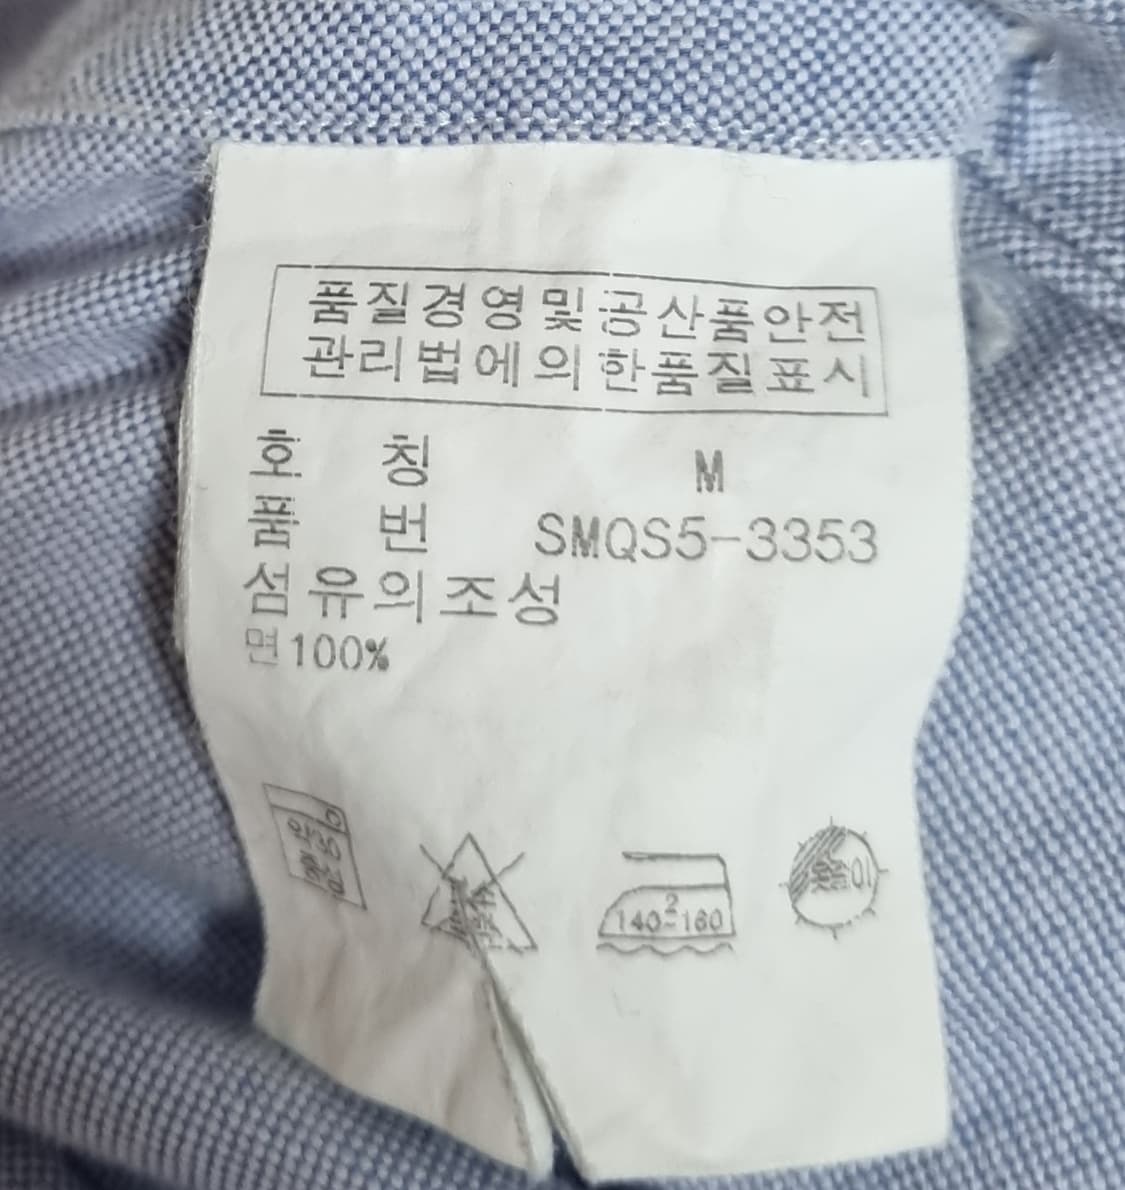 품질경영및공산품안전
관리법에의한품질표시
호 칭 M
품 번 SMQS5-3353
섬유의조성
면100%
2
140-160